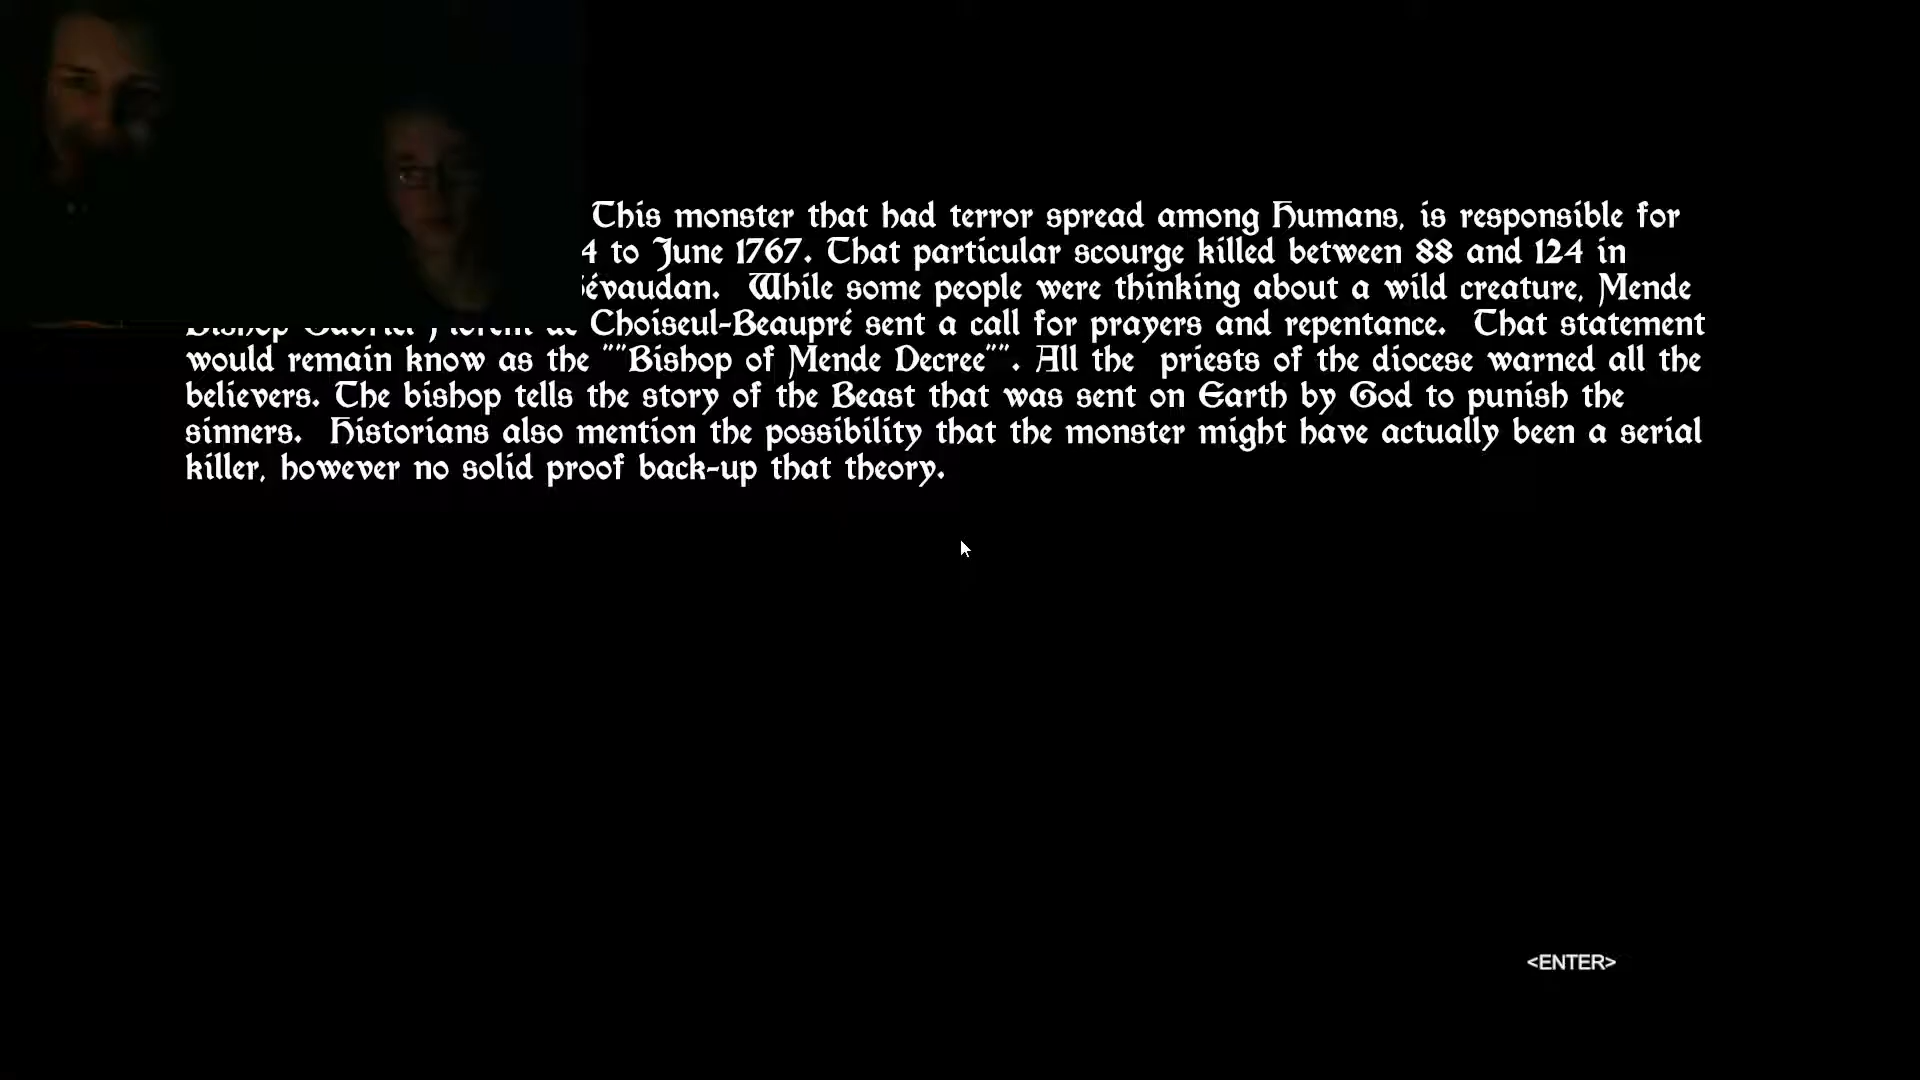 This monster that had terror spread among Humans, is responsible for
4 to June 1767. That particular scourge killed between 88 and 124 in
évaudan.  While some people were thinking about a wild creature, Mende
Bishop Gabriel Florent de Choiseul-Beaupré sent a call for prayers and repentance.  That statement
would remain know as the ""Bishop of Mende Decree"". All the  priests of the diocese warned all the
believers. The bishop tells the story of the Beast that was sent on Earth by God to punish the
sinners.  Historians also mention the possibility that the monster might have actually been a serial
killer, however no solid proof back-up that theory.
<ENTER>